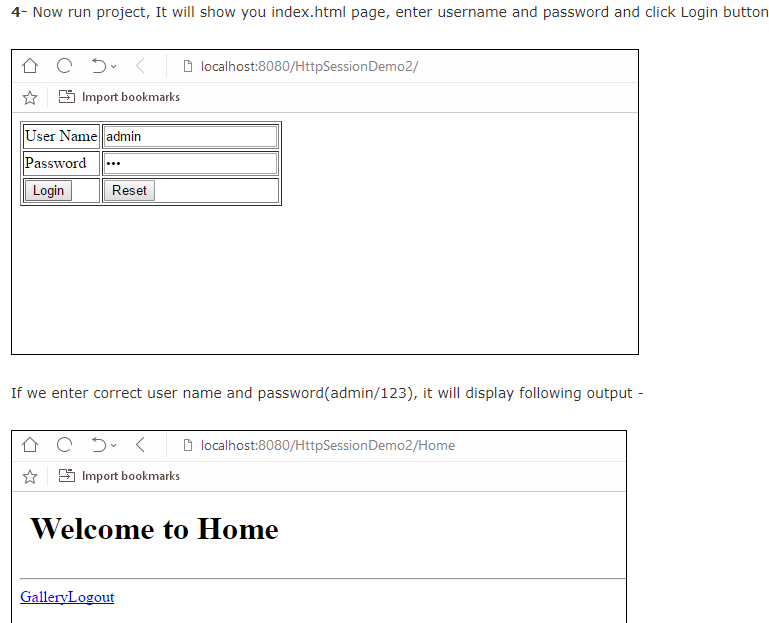 4- Now run project, It will show you index.html page, enter username and password and click Login button
localhost:8080/HttpSessionDemo2/
Import bookmarks
User Name admin
Password •••
Login Reset
If we enter correct user name and password(admin/123), it will display following output -
localhost:8080/HttpSessionDemo2/Home
Import bookmarks
Welcome to Home
GalleryLogout